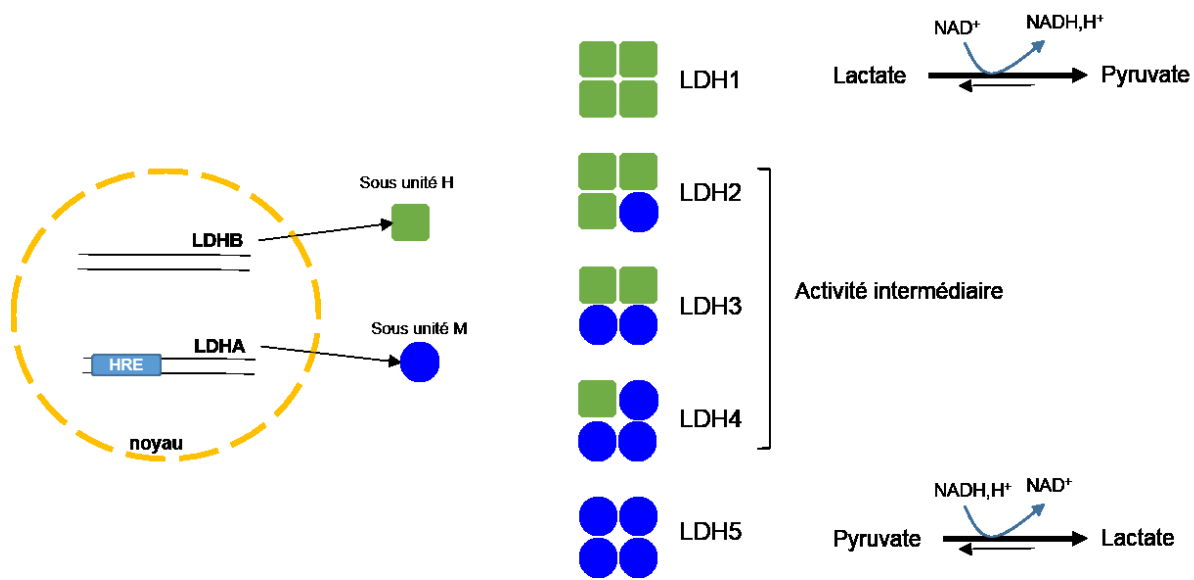 LDHB
LDHA
HRE
noyau
Sous unité H
Sous unité M
LDH1
LDH2
LDH3
LDH4
LDH5
Activité intermédiaire
NAD⁺ NADH,H⁺
Lactate Pyruvate
NADH,H⁺ NAD⁺
Pyruvate Lactate